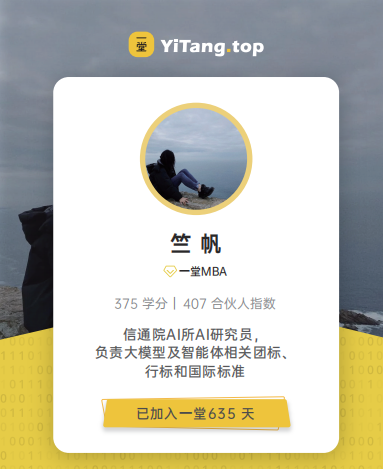 一堂
YiTang.top
竺 帆
一堂MBA
375 学分 | 407 合伙人指数
信通院AI所AI研究员，
负责大模型及智能体相关团标、
行标和国际标准
已加入一堂635 天